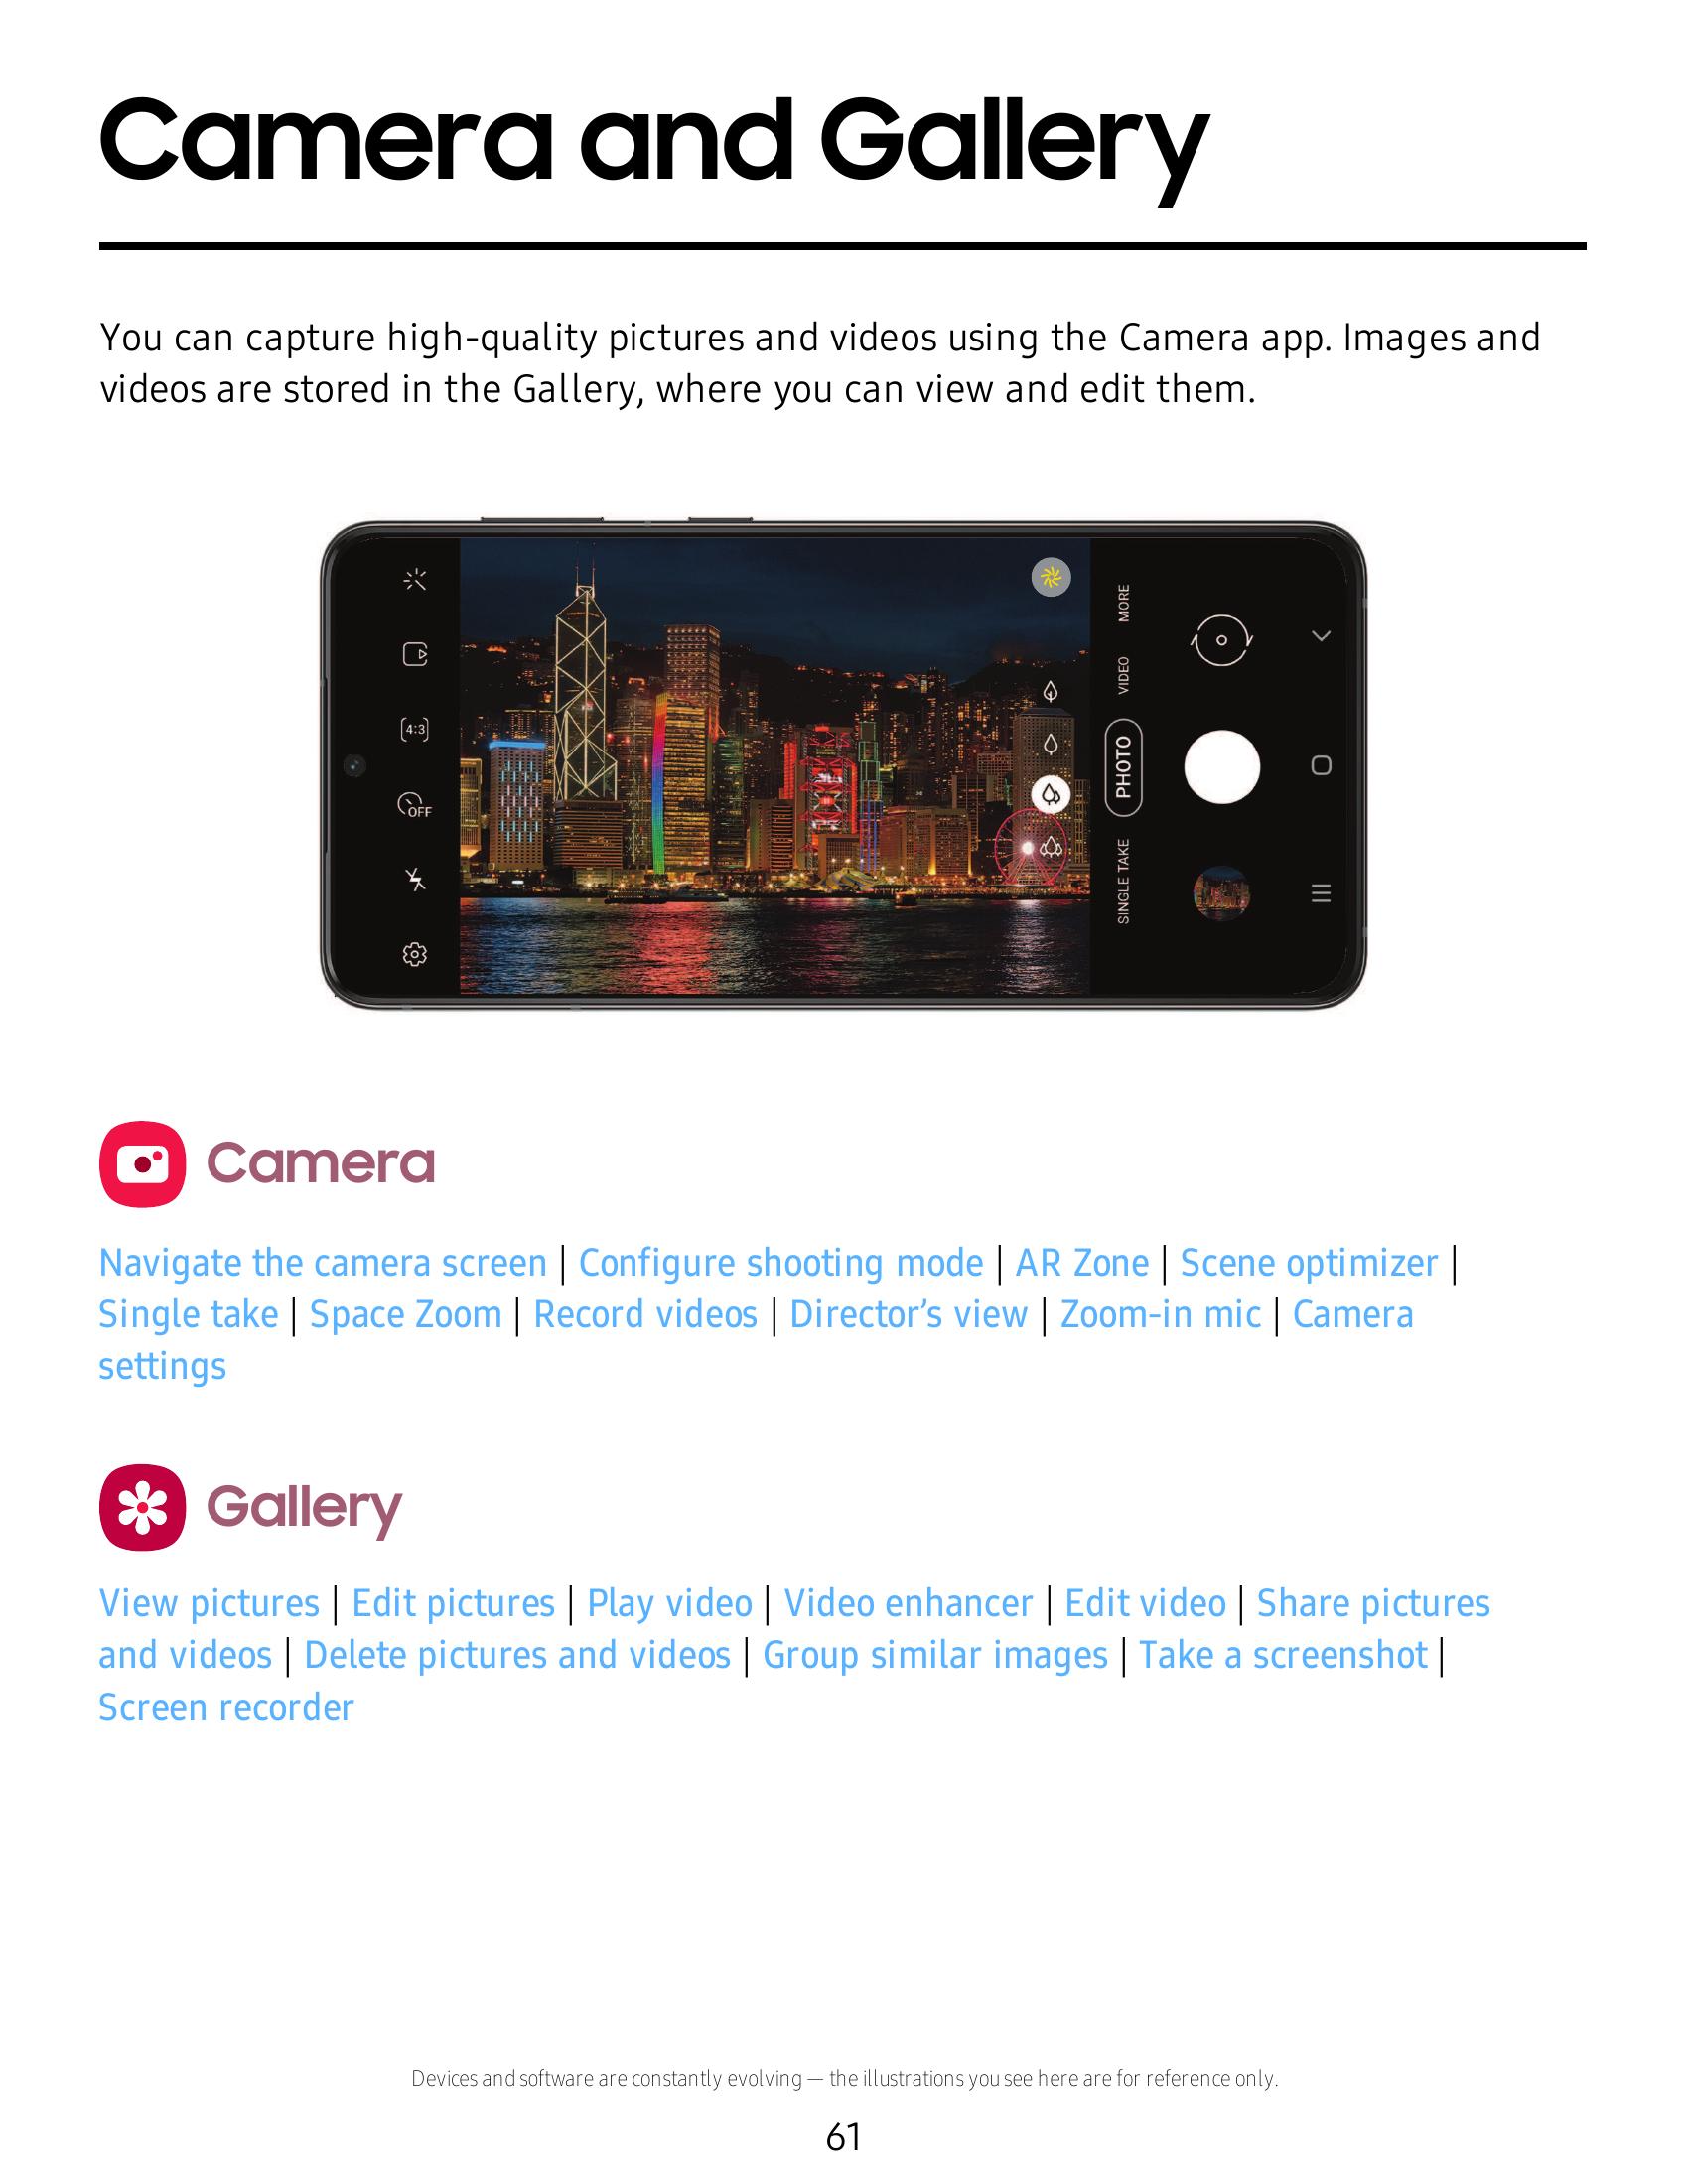 Camera and Gallery
You can capture high-quality pictures and videos using the Camera app. Images and
videos are stored in the Gallery, where you can view and edit them.
4:3
OFF
MORE
VIDEO
PHOTO
SINGLE TAKE
Camera
Navigate the camera screen | Configure shooting mode | AR Zone | Scene optimizer |
Single take | Space Zoom | Record videos | Director’s view | Zoom-in mic | Camera
settings
Gallery
View pictures | Edit pictures | Play video | Video enhancer | Edit video | Share pictures
and videos | Delete pictures and videos | Group similar images | Take a screenshot |
Screen recorder
Devices and software are constantly evolving — the illustrations you see here are for reference only.
61